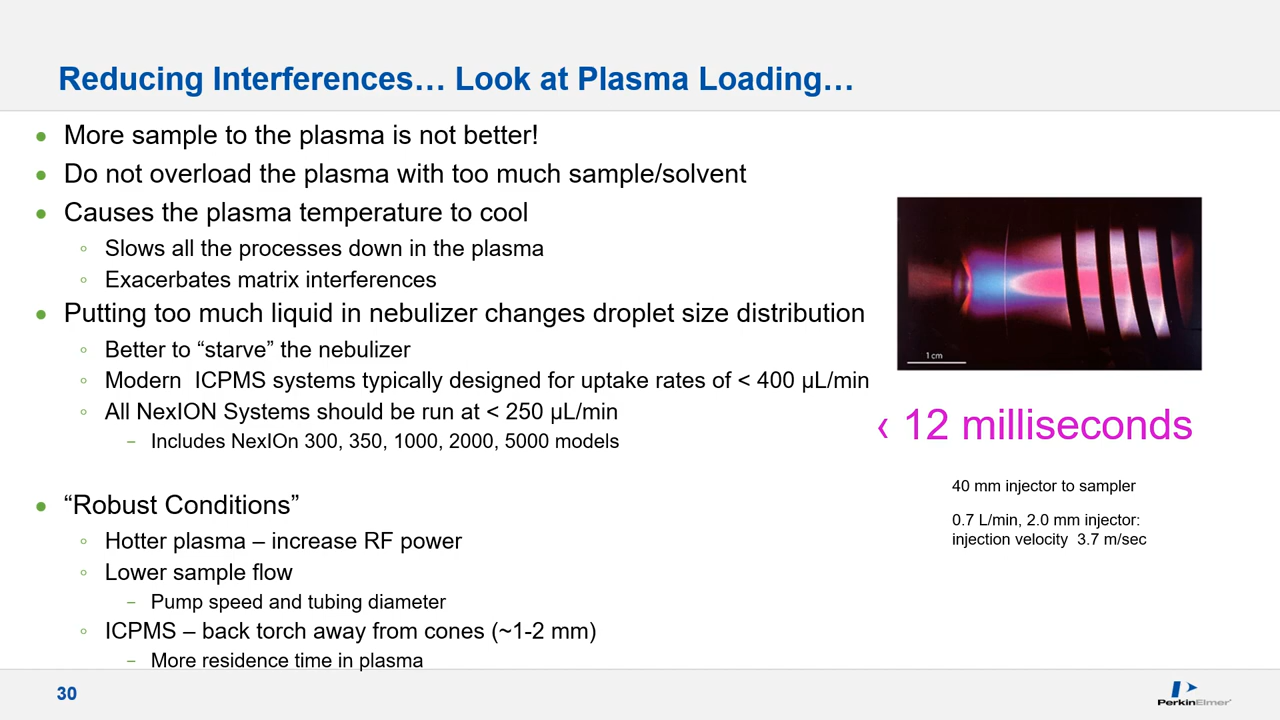 Reducing Interferences… Look at Plasma Loading…
More sample to the plasma is not better!
Do not overload the plasma with too much sample/solvent
Causes the plasma temperature to cool
Slows all the processes down in the plasma
Exacerbates matrix interferences
Putting too much liquid in nebulizer changes droplet size distribution
Better to “starve” the nebulizer
Modern  ICPMS systems typically designed for uptake rates of < 400 µL/min
All NexION Systems should be run at < 250 µL/min
Includes NexIOn 300, 350, 1000, 2000, 5000 models
“Robust Conditions”
Hotter plasma – increase RF power
Lower sample flow
Pump speed and tubing diameter
ICPMS – back torch away from cones (~1-2 mm)
More residence time in plasma
1 cm
‹ 12 milliseconds
40 mm injector to sampler
0.7 L/min, 2.0 mm injector:
injection velocity  3.7 m/sec
30
PerkinElmer